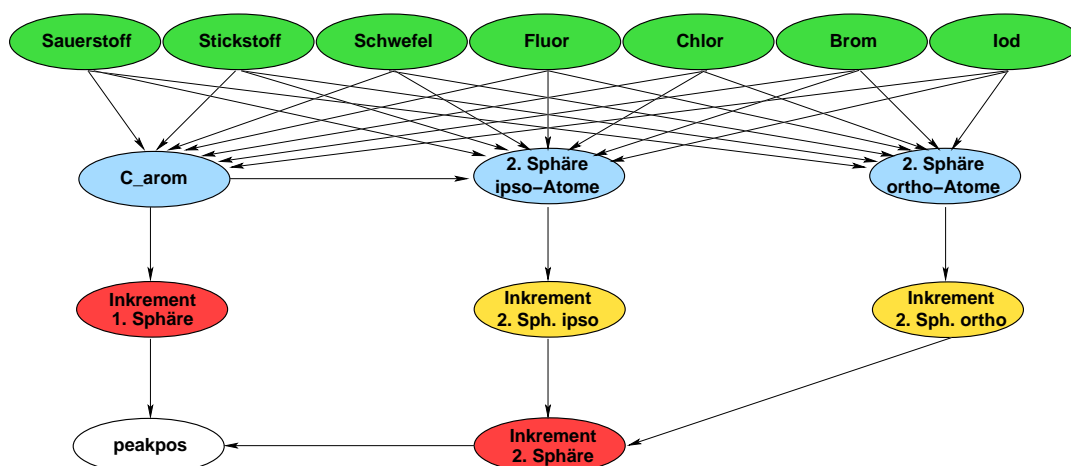 Sauerstoff
Stickstoff
Schwefel
Fluor
Chlor
Brom
Iod
C_arom
2. Sphäre
ipso−Atome
2. Sphäre
ortho−Atome
Inkrement
1. Sphäre
Inkrement
2. Sph. ipso
Inkrement
2. Sph. ortho
peakpos
Inkrement
2. Sphäre